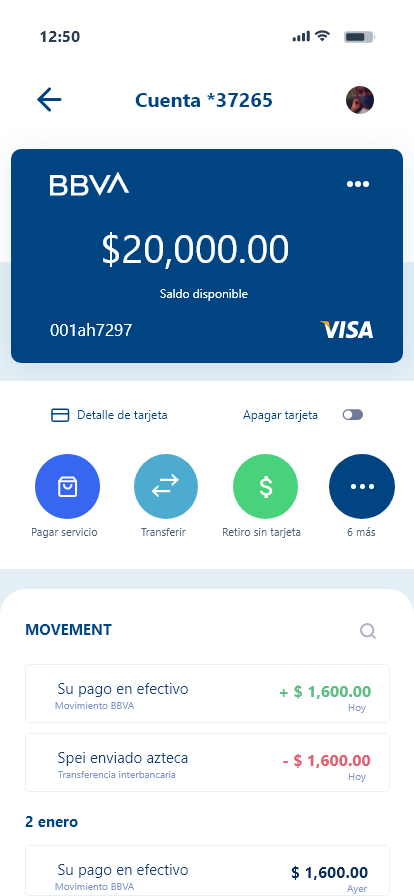 12:50
Cuenta *37265
BBVA
$20,000.00
Saldo disponible
001ah7297
VISA
Detalle de tarjeta
Apagar tarjeta
Pagar servicio
Transferir
Retiro sin tarjeta
6 más
MOVEMENT
Su pago en efectivo
+ $ 1,600.00
Movimiento BBVA
Hoy
Spei enviado azteca
- $ 1,600.00
Transferencia interbancaria
Hoy
2 enero
Su pago en efectivo
$ 1,600.00
Movimiento BBVA
Ayer